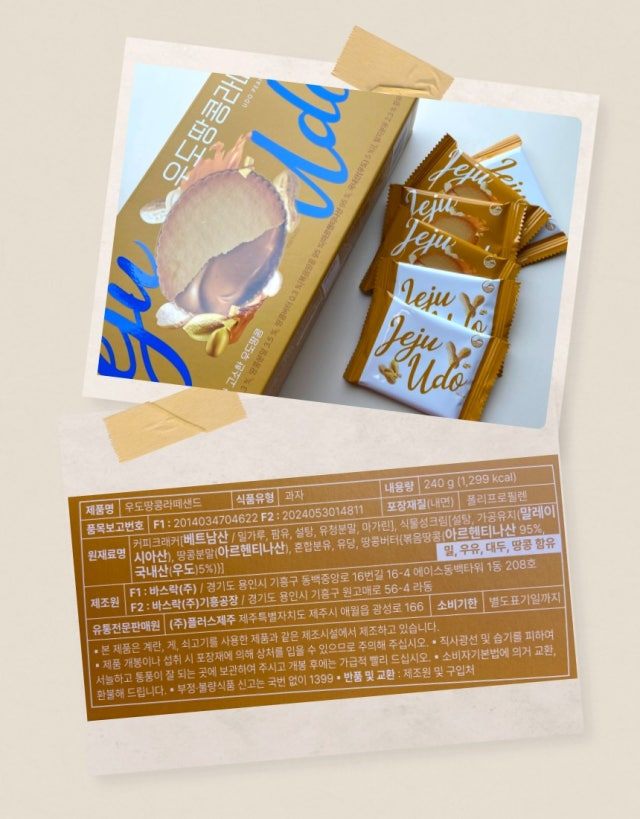 Jeju
Udo
우도땅콩라
고소한 우도땅콩
Jeju
Jeju
Jeju
Jeju
Jeju
Jeju
Udo
제품명 우도땅콩라떼샌드 식품유형 과자 내용량 240 g (1,299 kcal)
품목보고번호 F1 : 2014034704622 F2 : 2024053014811 포장재질(내면) 폴리프로필렌
원재료명 커피크래커[베트남산 / 밀가루, 팜유, 설탕, 유청분말, 마가린], 식물성크림[설탕, 가공유지(말레이
시아산), 땅콩분말(아르헨티나산), 혼합분유, 유당, 땅콩버터{볶음땅콩(아르헨티나산 95%,
국내산(우도)5%)}] 밀, 우유, 대두, 땅콩 함유
제조원 F1 : 바스락(주) / 경기도 용인시 기흥구 동백중앙로 16번길 16-4 에이스동백타워 1동 208호
F2 : 바스락(주)기흥공장 / 경기도 용인시 기흥구 원고매로 56-4 라동
유통전문판매원 (주)플러스제주 제주특별자치도 제주시 애월읍 광성로 166 소비기한 별도표기일까지
• 본 제품은 계란, 게, 쇠고기를 사용한 제품과 같은 제조시설에서 제조하고 있습니다.
• 제품 개봉이나 섭취 시 포장재에 의해 상처를 입을 수 있으므로 주의해 주십시오. • 직사광선 및 습기를 피하여
서늘하고 통풍이 잘 되는 곳에 보관하여 주시고 개봉 후에는 가급적 빨리 드십시오. • 소비자기본법에 의거 교환,
환불해 드립니다. • 부정·불량식품 신고는 국번 없이 1399 • 반품 및 교환 : 제조원 및 구입처